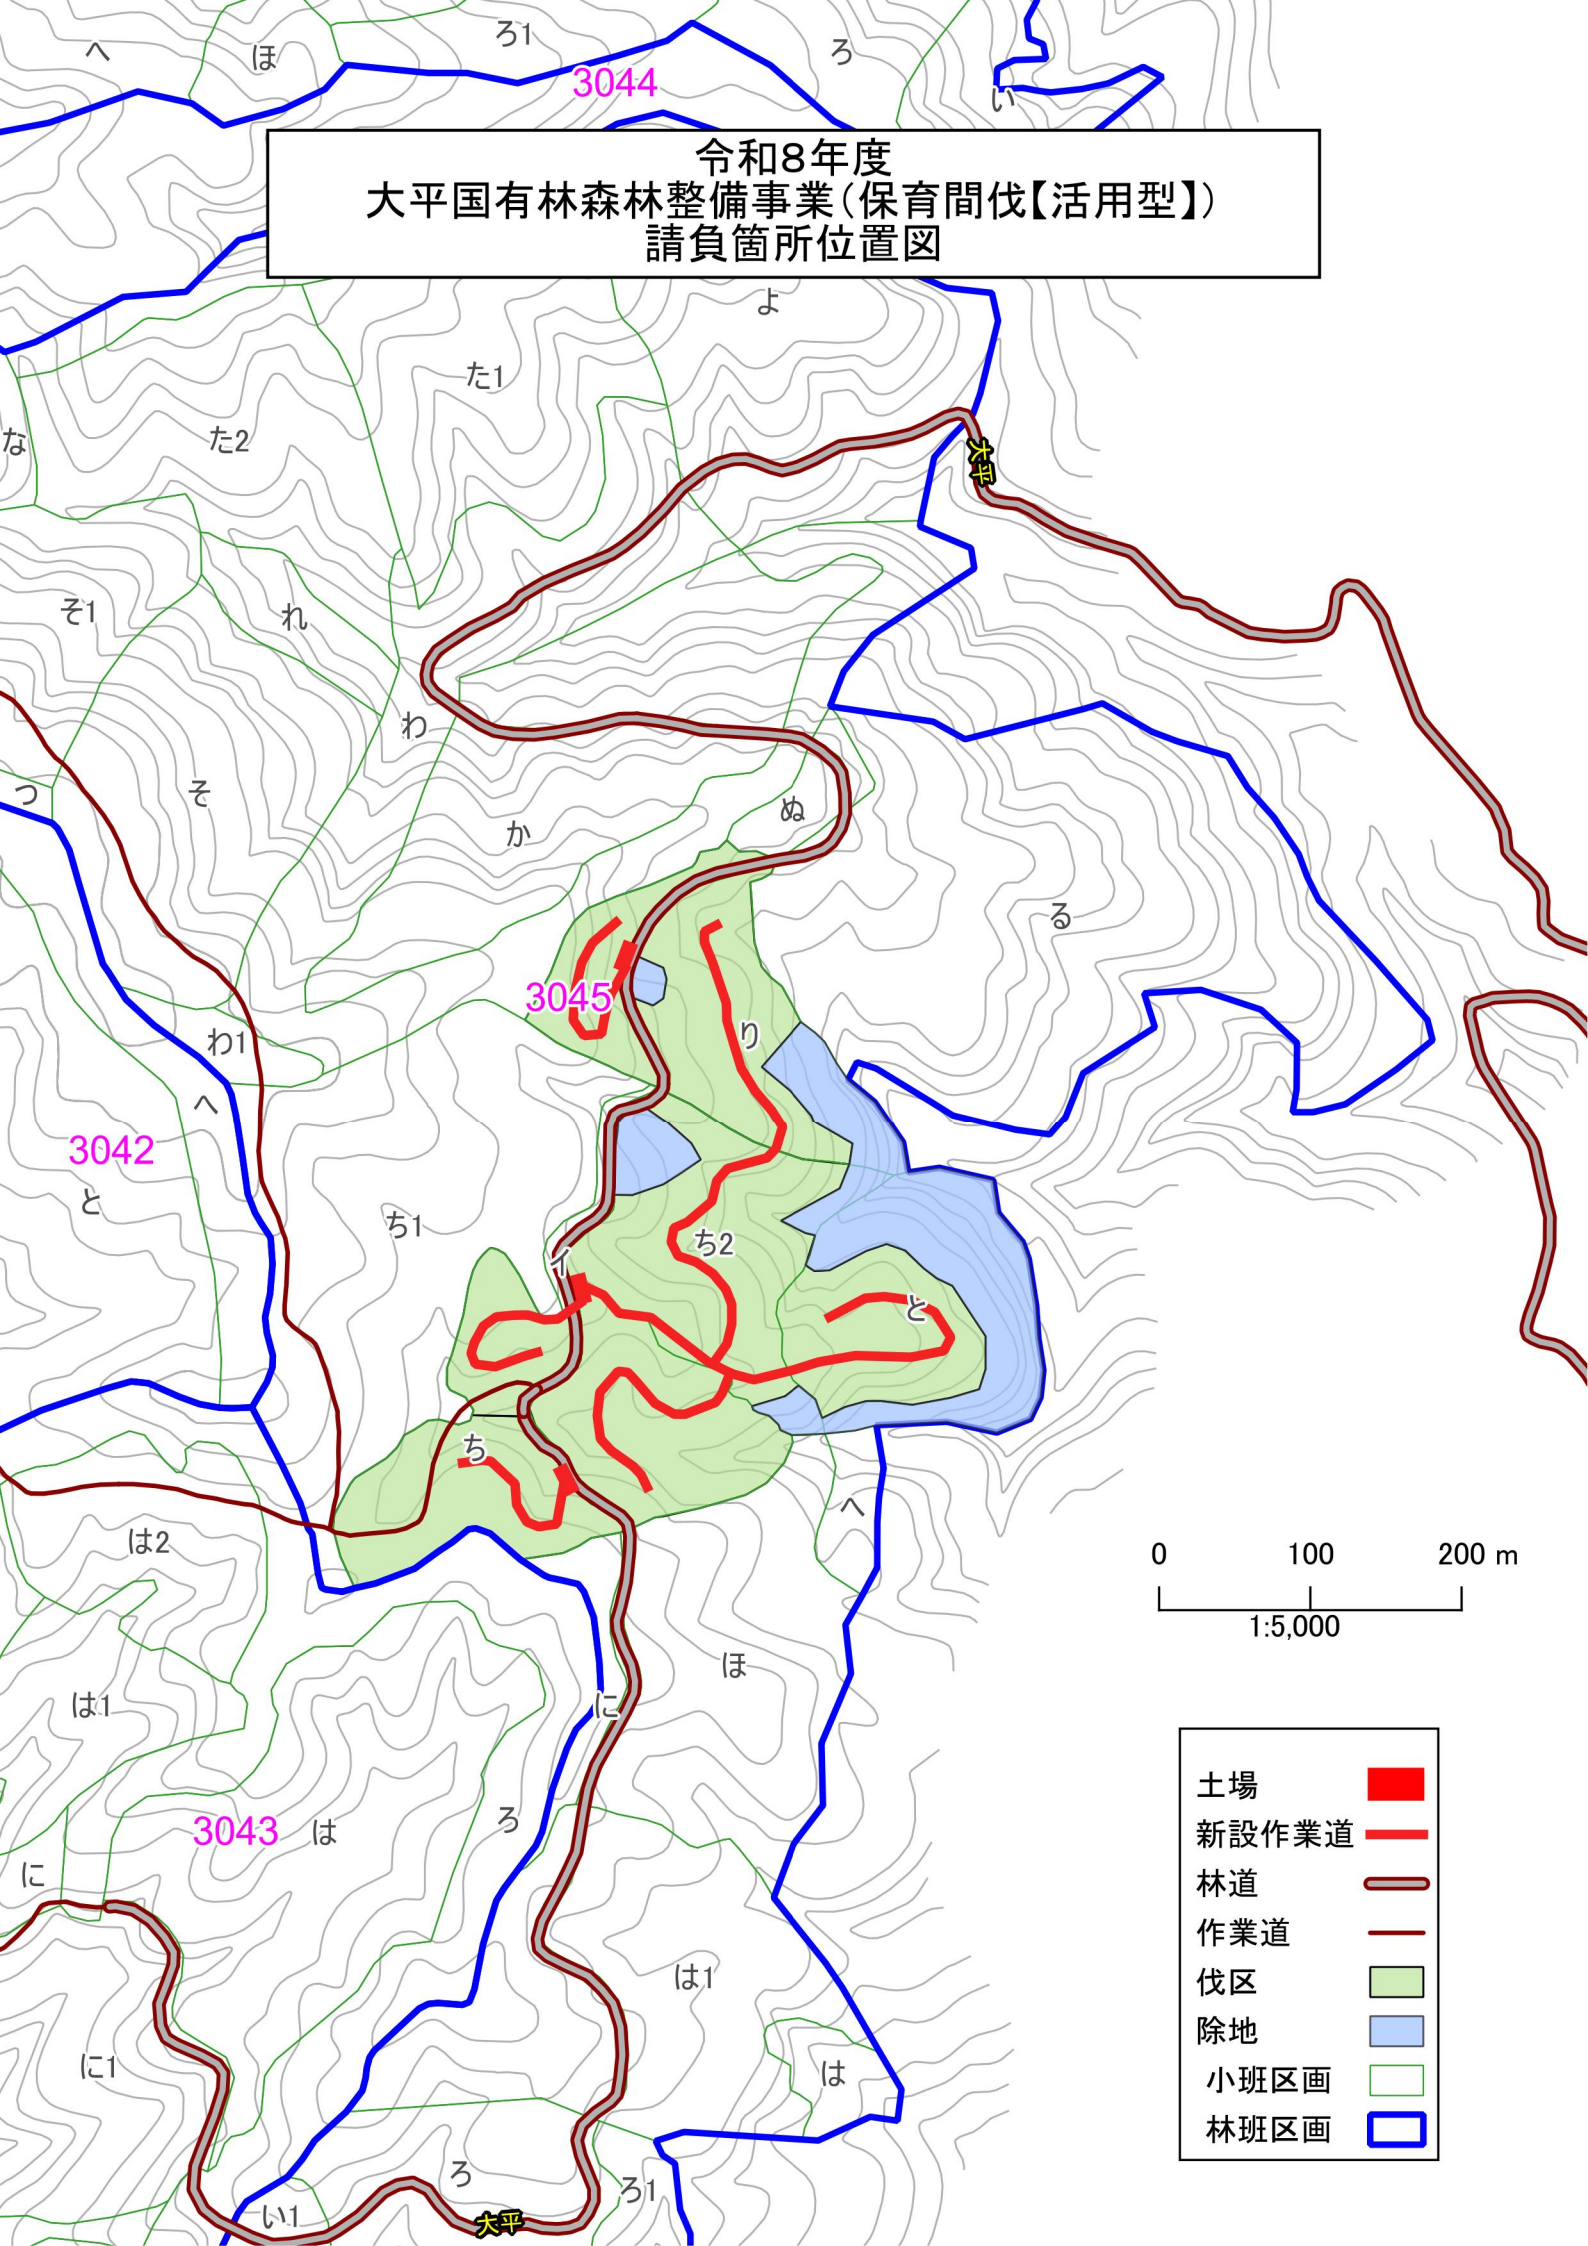 へ
ほ
ろ1
ろ
3044
い
令和8年度
大平国有林森林整備事業(保育間伐【活用型】)
請負箇所位置図
よ
た1
た2
な
大平
そ1
れ
わ
つ
そ
か
ぬ
る
3045
り
わ1
へ
3042
と
ち1
イ
ち2
と
ち
へ
は2
0 100 200 m
1:5,000
ほ
は1
に
3043
は
ろ
に
は1
に1
は
ろ
ろ1
い1
大平
土場
新設作業道
林道
作業道
伐区
除地
小班区画
林班区画